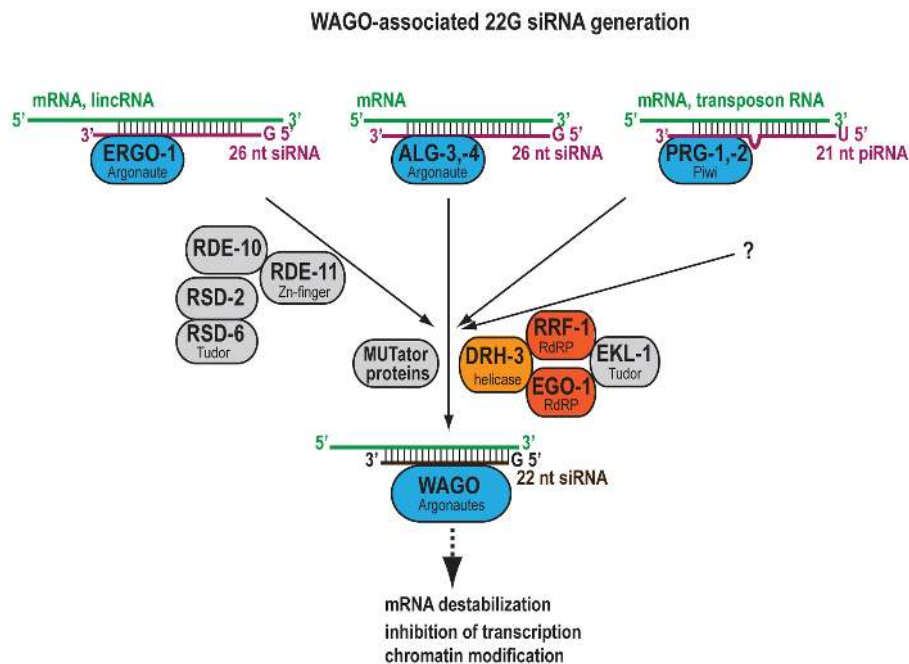 WAGO-associated 22G siRNA generation
mRNA, lincRNA
5’ 3’
3’ G 5’
26 nt siRNA
ERGO-1
Argonaute
mRNA
5’ 3’
3’ G 5’
26 nt siRNA
ALG-3,-4
Argonaute
mRNA, transposon RNA
5’ 3’
3’ U 5’
21 nt piRNA
PRG-1,-2
Piwi
RDE-10
RDE-11
Zn-finger
RSD-2
RSD-6
Tudor
?
MUTator
proteins
DRH-3
helicase
RRF-1
RdRP
EGO-1
RdRP
EKL-1
Tudor
5’ 3’
3’ G 5’
22 nt siRNA
WAGO
Argonautes
mRNA destabilization
inhibition of transcription
chromatin modification